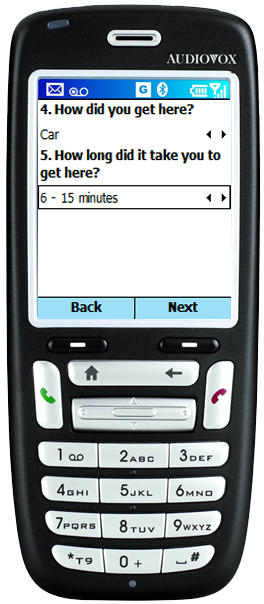 AUDIOVOX
G
4. How did you get here?
Car
5. How long did it take you to
get here?
6 - 15 minutes
Back Next
1 2ABC 3DEF
4GHI 5JKL 6MNO
7PQRS 8TUV 9WXYZ
*T9 0 + #